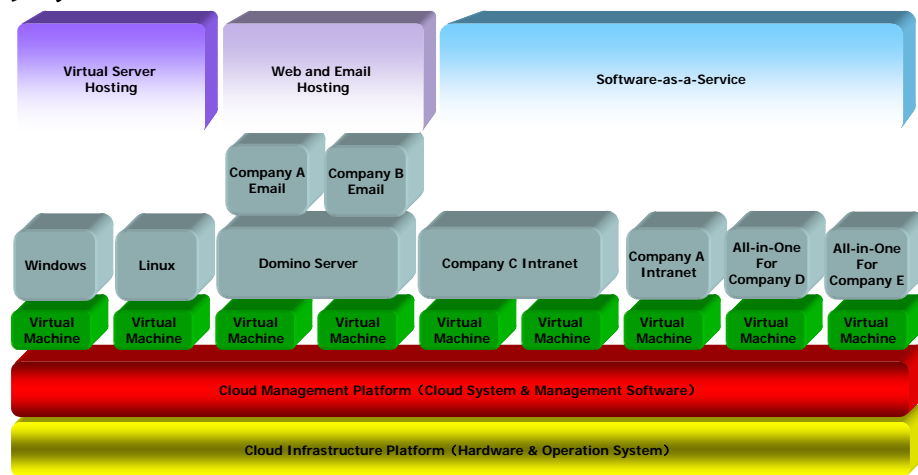 Virtual Server
Hosting
Web and Email
Hosting
Software-as-a-Service
Company A
Email
Company B
Email
Windows
Linux
Domino Server
Company C Intranet
Company A
Intranet
All-in-One
For
Company D
All-in-One
For
Company E
Virtual
Machine
Virtual
Machine
Virtual
Machine
Virtual
Machine
Virtual
Machine
Virtual
Machine
Virtual
Machine
Virtual
Machine
Virtual
Machine
Cloud Management Platform（Cloud System & Management Software）
Cloud Infrastructure Platform（Hardware & Operation System）